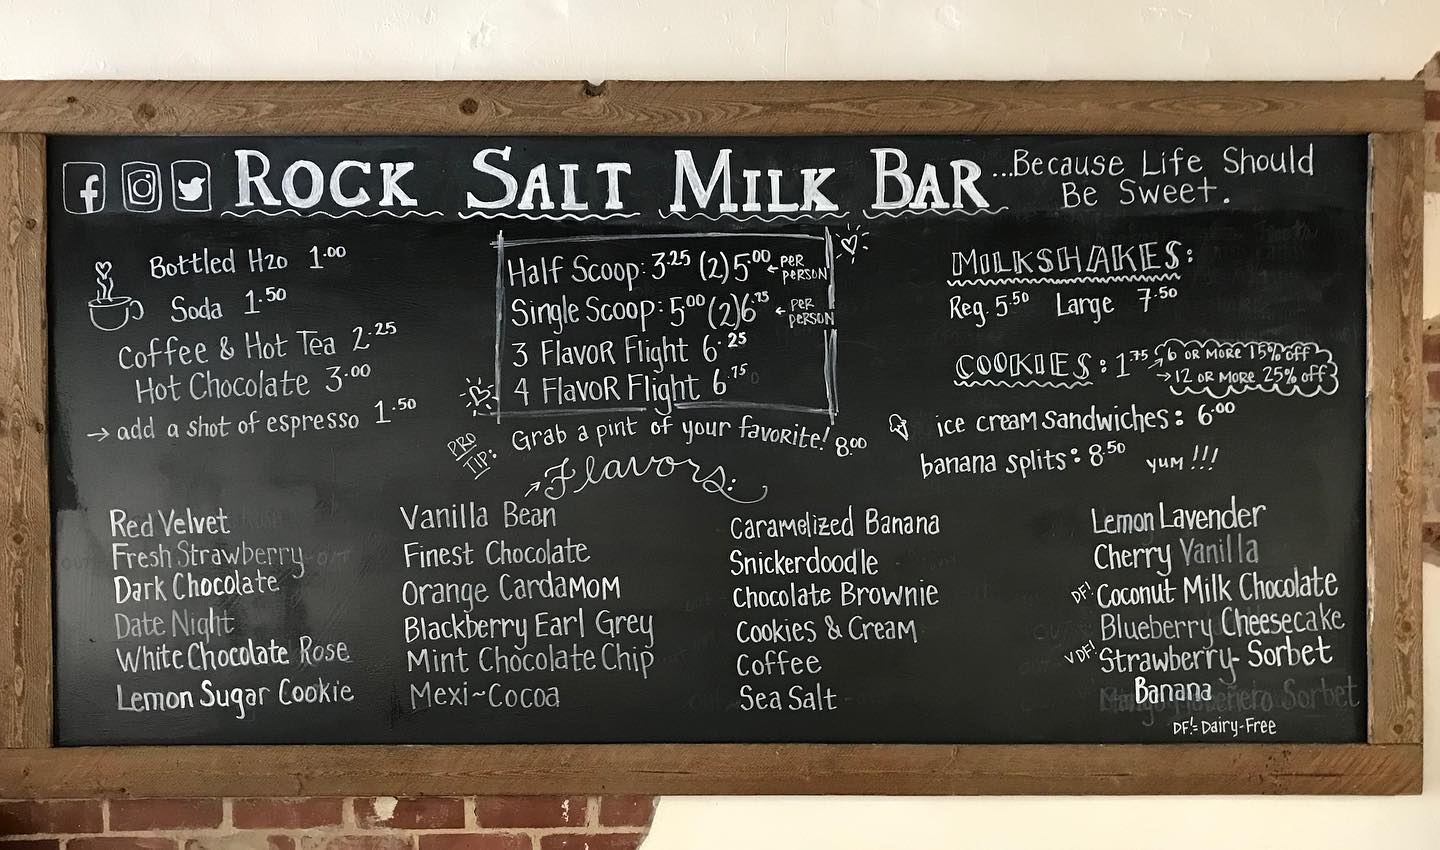 ROCK SALT MILK BAR ...Because Life Should
Be Sweet.
Bottled H2O 1.00
Soda 1.50
Coffee & Hot Tea 2.25
Hot Chocolate 3.00
→ add a shot of espresso 1.50
Half Scoop: 3.25 (2) 5.00 ← PER PERSON
Single Scoop: 5.00 (2) 6.75 ← PER PERSON
3 Flavor Flight 6.25
4 Flavor Flight 6.75
PRO TIP: Grab a pint of your favorite! 8.00
MILKSHAKES:
Reg 5.50 Large 7.50
COOKIES: 1.75 → 6 OR MORE 15% off
→ 12 OR MORE 25% off
ice cream sandwiches: 6.00
banana splits: 8.50 YUM!!!
→ Flavors:
Red Velvet
Fresh Strawberry
Dark Chocolate
Date Night
White Chocolate Rose
Lemon Sugar Cookie
Vanilla Bean
Finest Chocolate
Orange Cardamom
Blackberry Earl Grey
Mint Chocolate Chip
Mexi~Cocoa
Caramelized Banana
Snickerdoodle
Chocolate Brownie
Cookies & Cream
Coffee
Sea Salt
Lemon Lavender
Cherry Vanilla
DF! Coconut Milk Chocolate
Blueberry Cheesecake
VDF! Strawberry-Sorbet
Banana
DF!= Dairy-Free